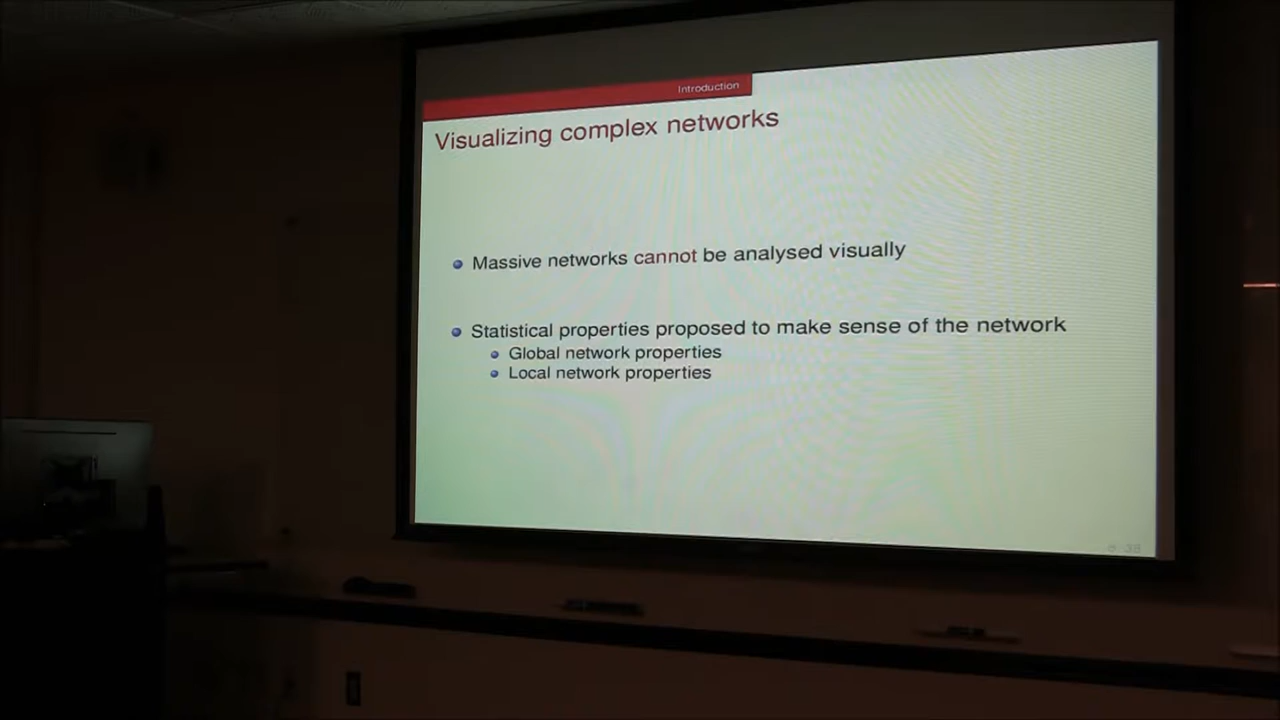 Introduction
Visualizing complex networks
Massive networks cannot be analysed visually
Statistical properties proposed to make sense of the network
Global network properties
Local network properties